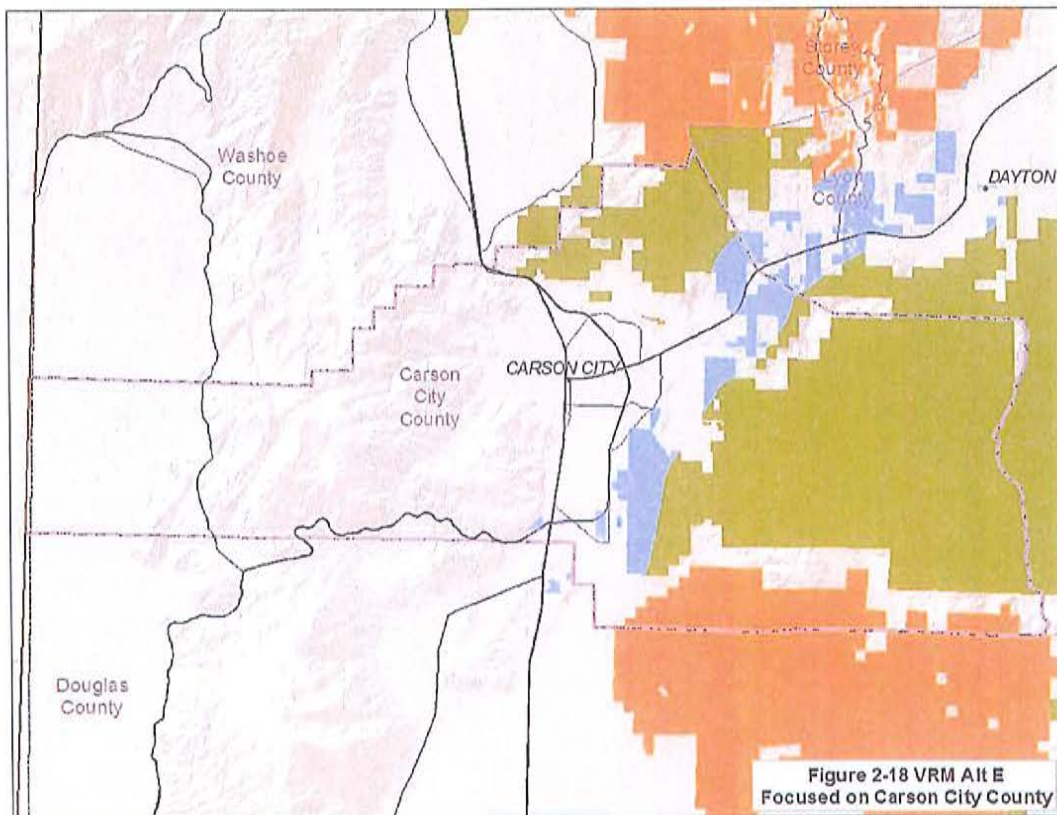 Storey
County
Washoe
County
Lyon
County
DAYTON
CARSON CITY
Carson
City
County
Douglas
County
Figure 2-18 VRM Alt E
Focused on Carson City County